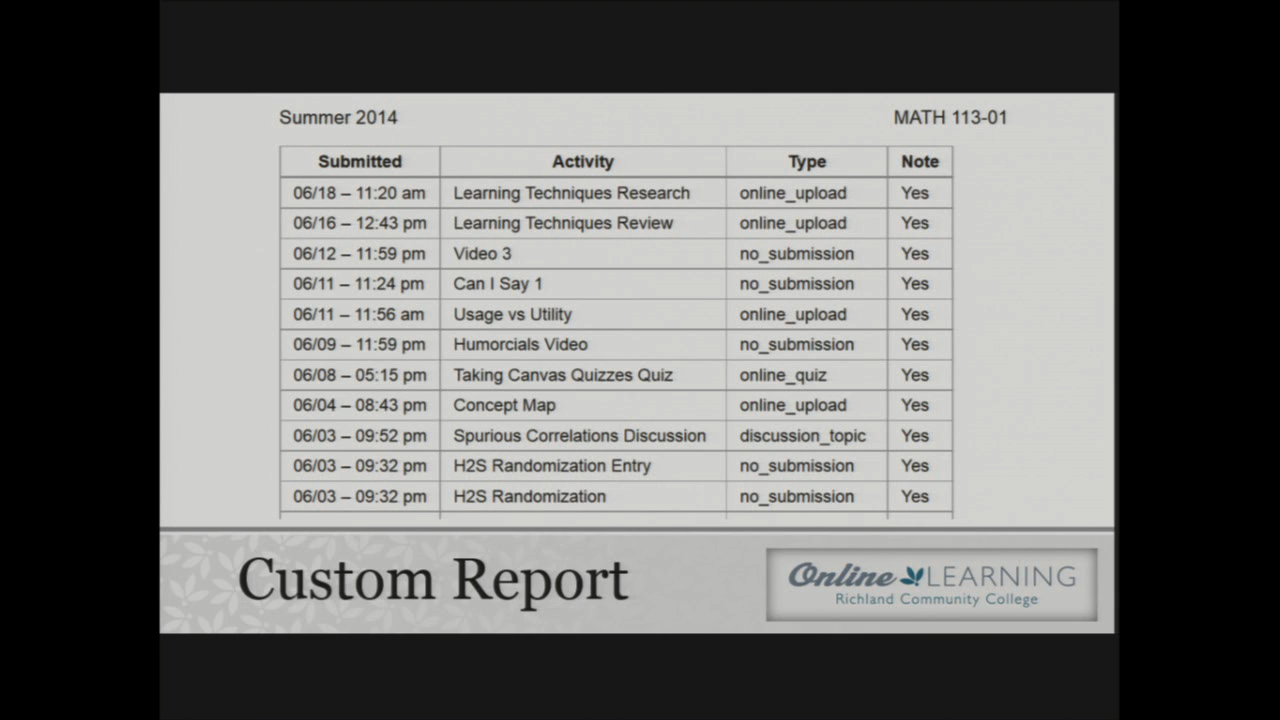 Summer 2014 MATH 113-01
Submitted Activity Type Note
06/18 – 11:20 am Learning Techniques Research online_upload Yes
06/16 – 12:43 pm Learning Techniques Review online_upload Yes
06/12 – 11:59 pm Video 3 no_submission Yes
06/11 – 11:24 pm Can I Say 1 no_submission Yes
06/11 – 11:56 am Usage vs Utility online_upload Yes
06/09 – 11:59 pm Humorcials Video no_submission Yes
06/08 – 05:15 pm Taking Canvas Quizzes Quiz online_quiz Yes
06/04 – 08:43 pm Concept Map online_upload Yes
06/03 – 09:52 pm Spurious Correlations Discussion discussion_topic Yes
06/03 – 09:32 pm H2S Randomization Entry no_submission Yes
06/03 – 09:32 pm H2S Randomization no_submission Yes
Custom Report
Online LEARNING
Richland Community College